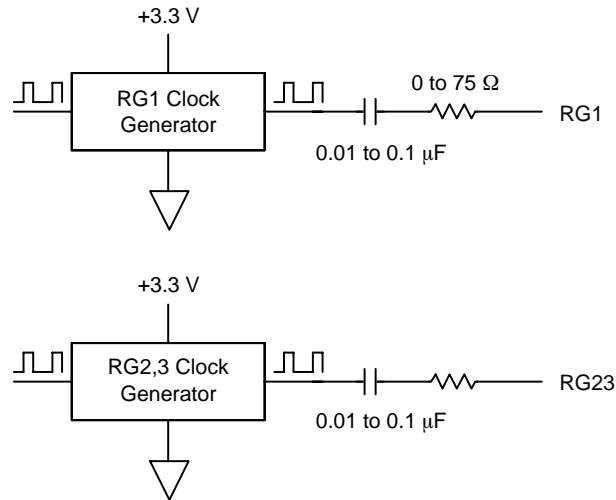 +3.3 V
RG1 Clock
Generator
0 to 75 Ω
RG1
0.01 to 0.1 μF
+3.3 V
RG2,3 Clock
Generator
RG23
0.01 to 0.1 μF